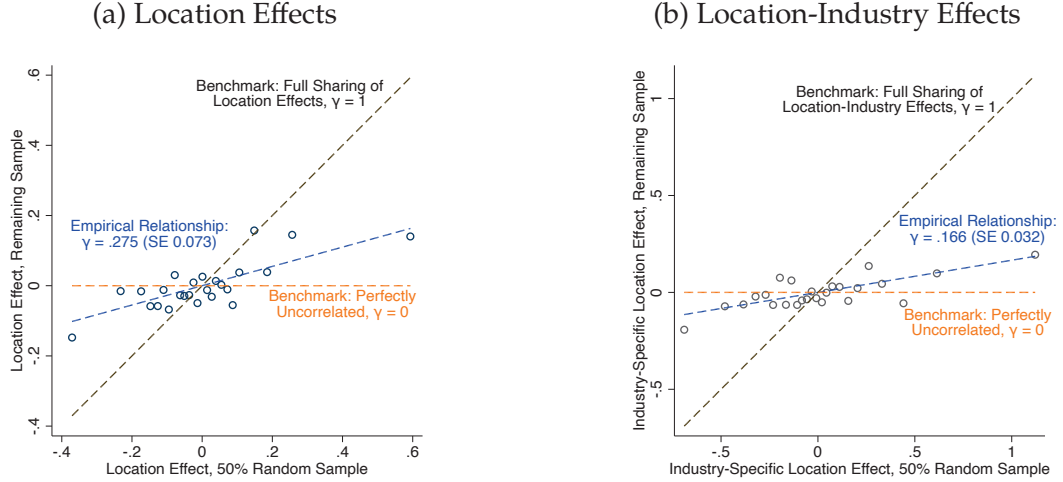 (a) Location Effects
Location Effect, Remaining Sample
.6
.4
.2
0
-.2
-.4
Benchmark: Full Sharing of
Location Effects, γ = 1
Empirical Relationship:
γ = .275 (SE 0.073)
Benchmark: Perfectly
Uncorrelated, γ = 0
-.4 -.2 0 .2 .4 .6
Location Effect, 50% Random Sample
(b) Location-Industry Effects
Industry-Specific Location Effect, Remaining Sample
1
.5
0
-.5
Benchmark: Full Sharing of
Location-Industry Effects, γ = 1
Empirical Relationship:
γ = .166 (SE 0.032)
Benchmark: Perfectly
Uncorrelated, γ = 0
-.5 0 .5 1
Industry-Specific Location Effect, 50% Random Sample